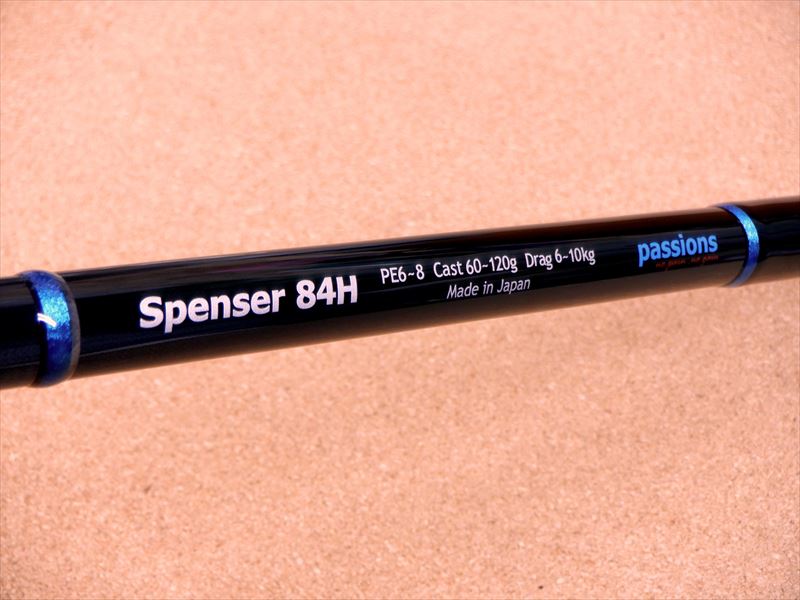 Spenser 84H
PE6~8 Cast 60~120g Drag 6~10kg
Made in Japan
passions